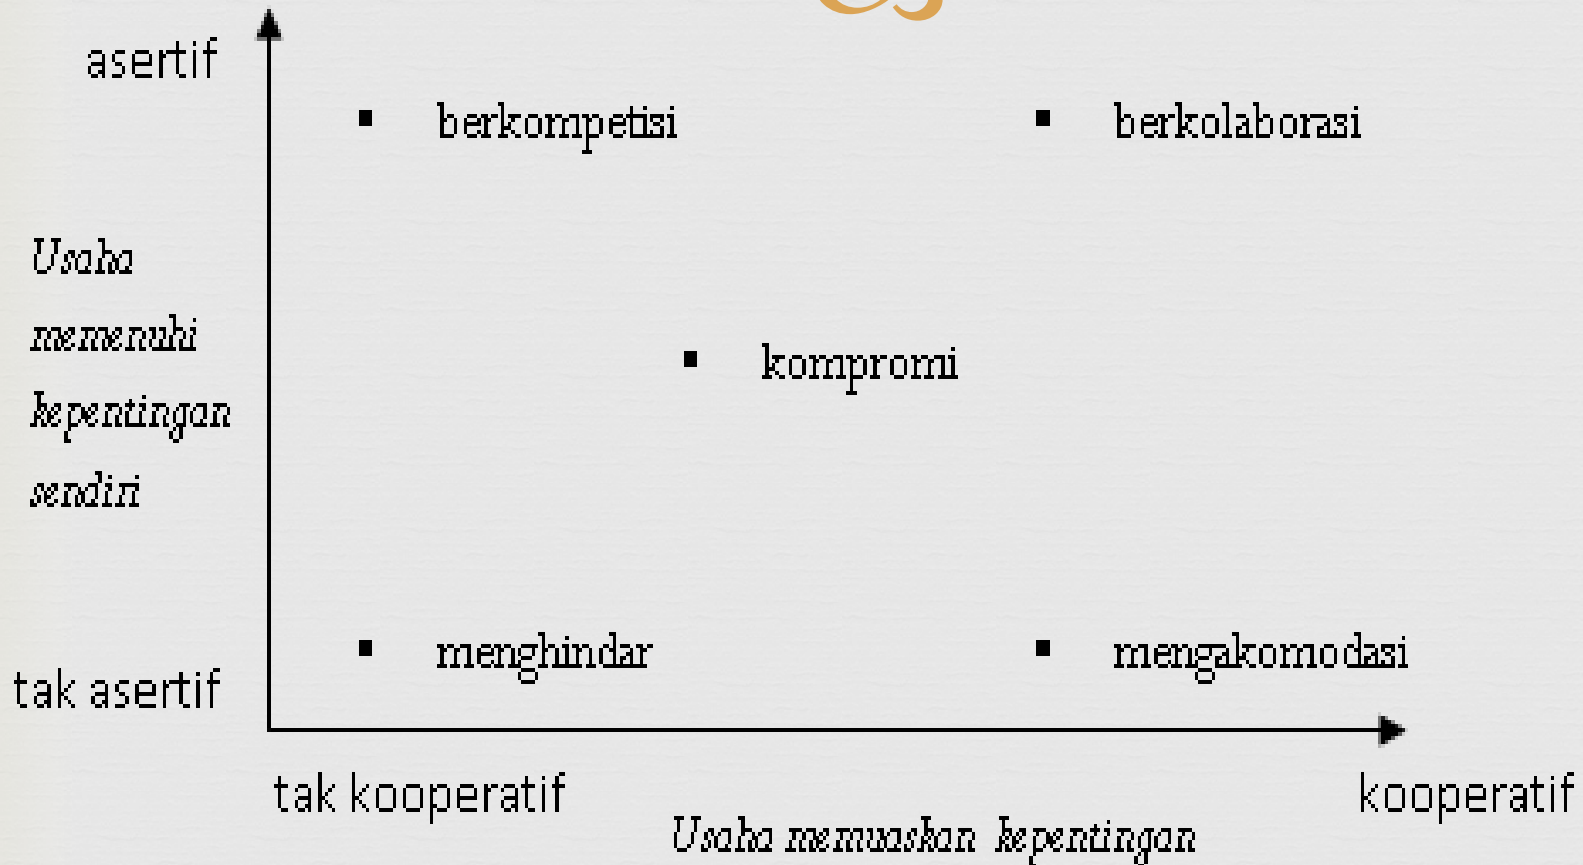 asertif
berkompetisi
berkolaborasi
Usaha
memenuhi
kepentingan
sendiri
kompromi
menghindar
mengakomodasi
tak asertif
tak kooperatif
kooperatif
Usaha memuaskan kepentingan